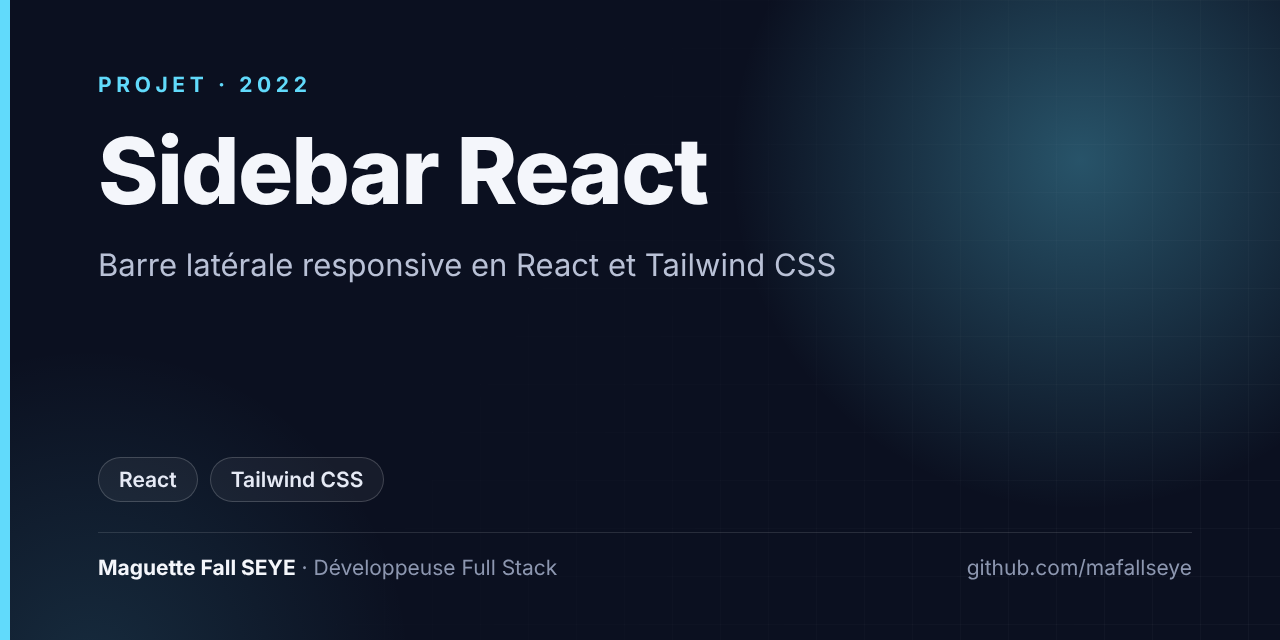 PROJET · 2022
Sidebar React
Barre latérale responsive en React et Tailwind CSS
React Tailwind CSS
Maguette Fall SEYE · Développeuse Full Stack github.com/mafallseye